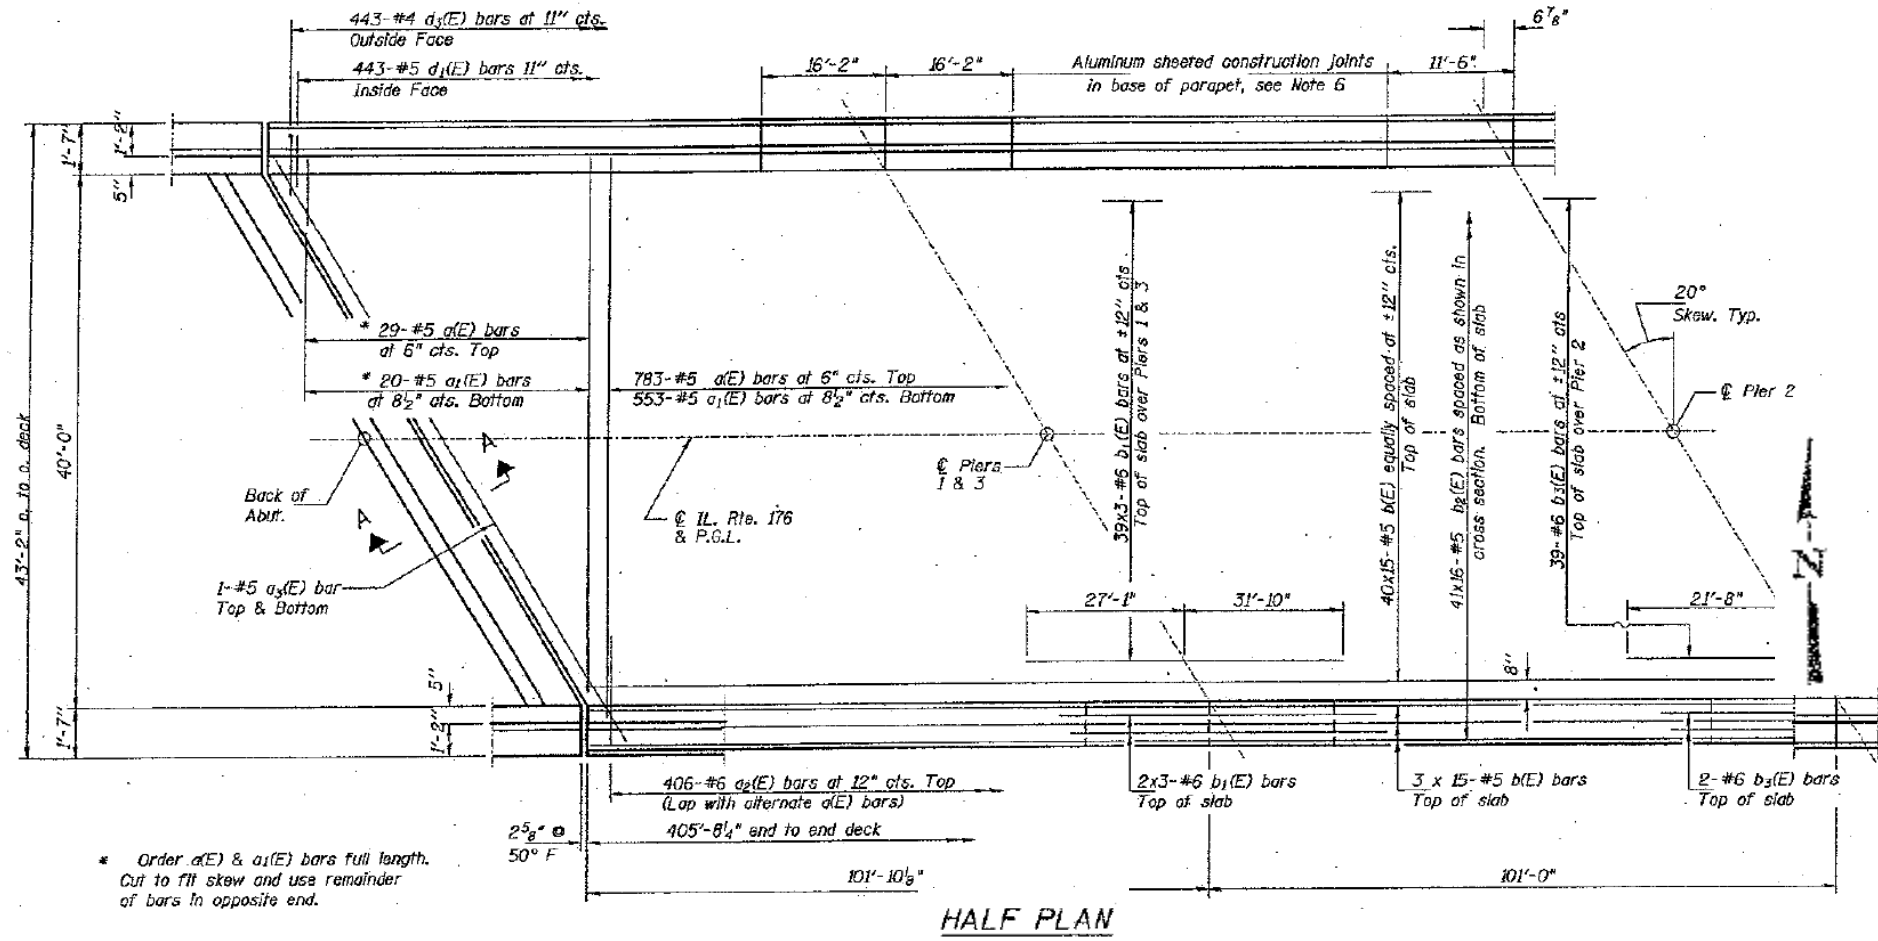 443-#4 d3(E) bars at 11" cts.
Outside Face
443-#5 d1(E) bars 11" cts.
Inside Face
16'-2"
16'-2"
Aluminum sheeted construction joints
in base of parapet, see Note 6
11'-6"
6 7/8"
1'-7"
1'-2"
5"
43'-2" o. to o. deck
40'-0"
* 29-#5 a(E) bars
at 6" cts. Top
* 20-#5 a1(E) bars
at 8½" cts. Bottom
783-#5 a(E) bars at 6" cts. Top
553-#5 a1(E) bars at 8½" cts. Bottom
39x3-#6 b1(E) bars at ±12" cts.
Top of slab over Piers 1 & 3
40x15-#5 b(E) equally spaced at ±12" cts.
Top of slab
41x16-#5 b2(E) bars spaced as shown in
cross section. Bottom of slab
39-#6 b3(E) bars at ±12" cts
Top of slab over Pier 2
20°
Skew. Typ.
℄ Pier 2
℄ Piers
1 & 3
℄ IL. Rte. 176
& P.G.L.
Back of
Abut.
A
A
1-#5 a3(E) bar
Top & Bottom
27'-1"
31'-10"
21'-8"
8"
Z
5"
1'-2"
1'-7"
406-#6 a2(E) bars at 12" cts. Top
(Lap with alternate a(E) bars)
2x3-#6 b1(E) bars
Top of slab
3 x 15-#5 b(E) bars
Top of slab
2-#6 b3(E) bars
Top of slab
2 5/8" @
50° F
405'-8¼" end to end deck
101'-10 1/8"
101'-0"
* Order a(E) & a1(E) bars full length.
Cut to fit skew and use remainder
of bars in opposite end.
HALF PLAN